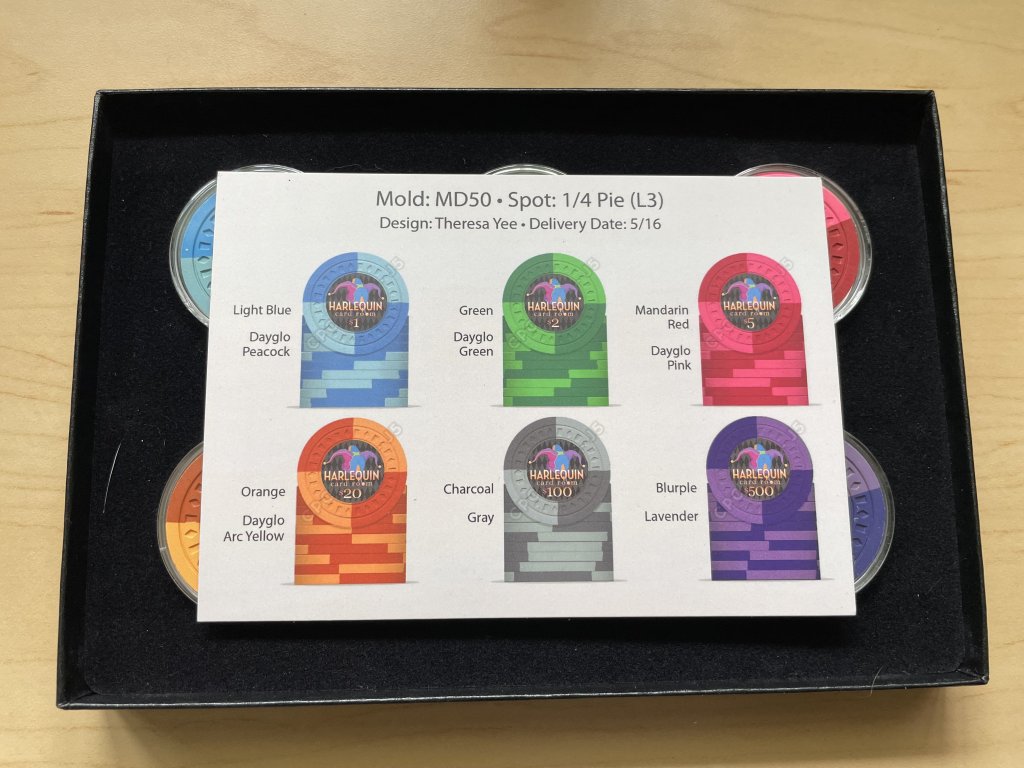 Mold: MD50 • Spot: 1/4 Pie (L3)
Design: Theresa Yee • Delivery Date: 5/16
Light Blue
Dayglo
Peacock
HARLEQUIN
card room
$1
Green
Dayglo
Green
HARLEQUIN
card room
$2
Mandarin
Red
Dayglo
Pink
HARLEQUIN
card room
$5
Orange
Dayglo
Arc Yellow
HARLEQUIN
card room
$20
Charcoal
Gray
HARLEQUIN
card room
$100
Blurple
Lavender
HARLEQUIN
card room
$500